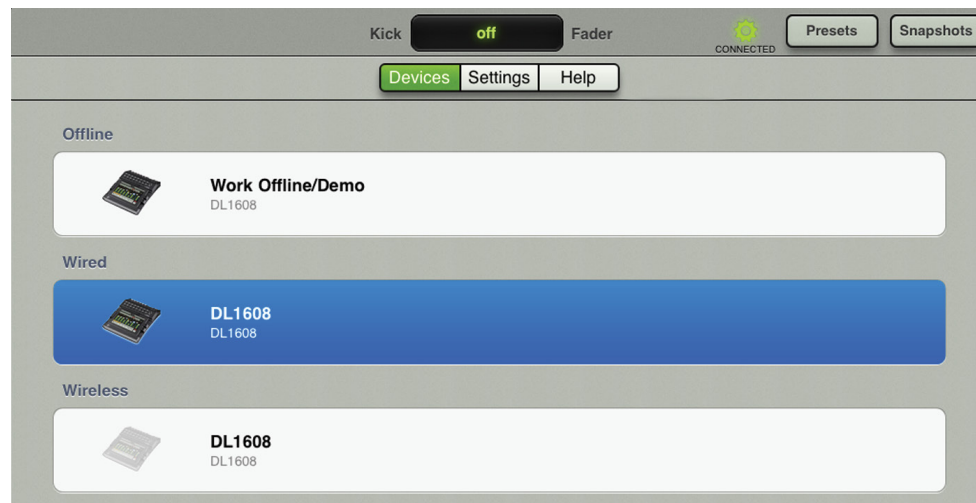 Kick off Fader
CONNECTED
Presets
Snapshots
Devices Settings Help
Offline
Work Offline/Demo
DL1608
Wired
DL1608
DL1608
Wireless
DL1608
DL1608